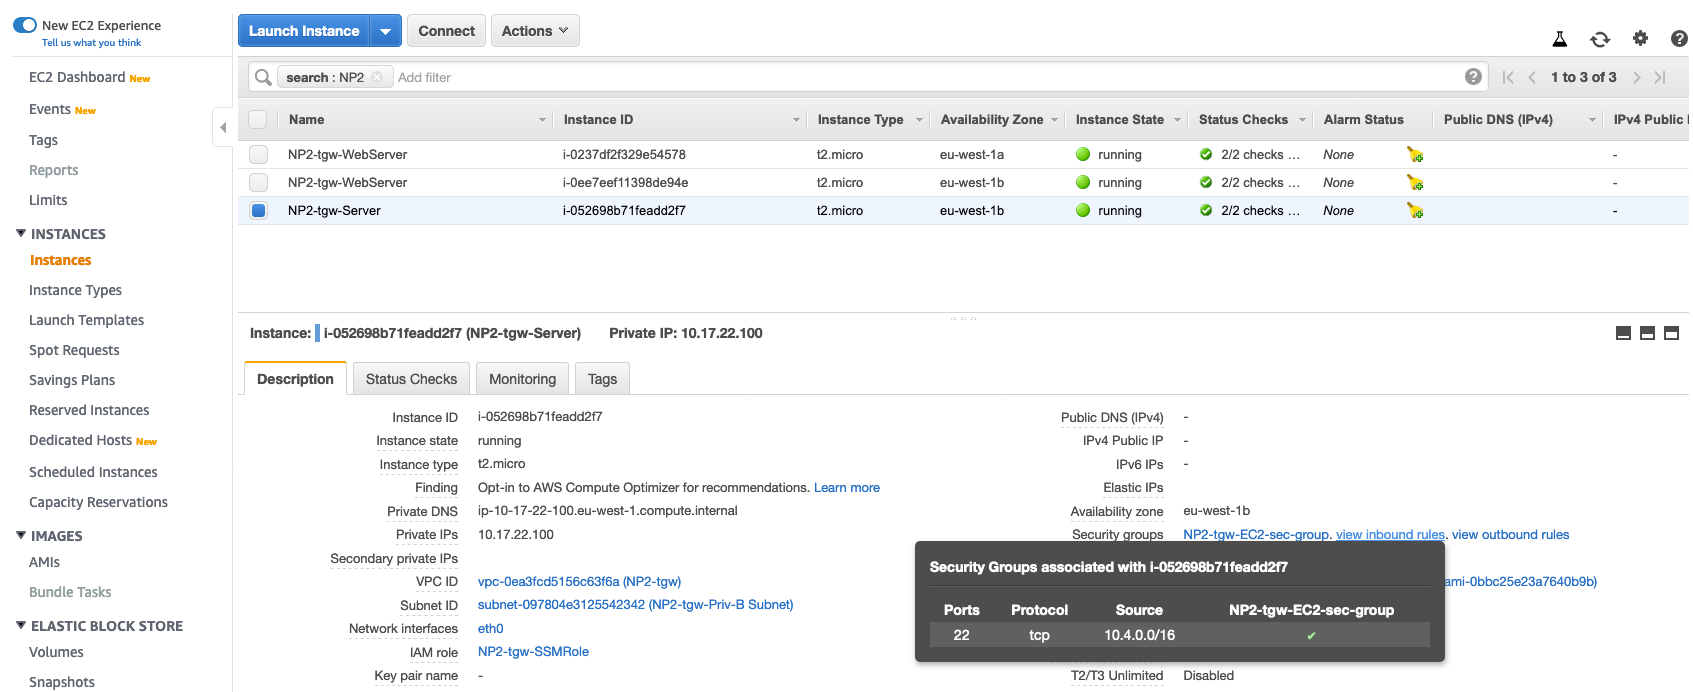 New EC2 Experience
Tell us what you think
EC2 Dashboard New
Events New
Tags
Reports
Limits
INSTANCES
Instances
Instance Types
Launch Templates
Spot Requests
Savings Plans
Reserved Instances
Dedicated Hosts New
Scheduled Instances
Capacity Reservations
IMAGES
AMIs
Bundle Tasks
ELASTIC BLOCK STORE
Volumes
Snapshots
Launch Instance Connect Actions
search : NP2 Add filter 1 to 3 of 3
Name Instance ID Instance Type Availability Zone Instance State Status Checks Alarm Status Public DNS (IPv4) IPv4 Public
NP2-tgw-WebServer i-0237df2f329e54578 t2.micro eu-west-1a running 2/2 checks ... None -
NP2-tgw-WebServer i-0ee7eef11398de94e t2.micro eu-west-1b running 2/2 checks ... None -
NP2-tgw-Server i-052698b71feadd2f7 t2.micro eu-west-1b running 2/2 checks ... None -
Instance: i-052698b71feadd2f7 (NP2-tgw-Server) Private IP: 10.17.22.100
Description Status Checks Monitoring Tags
Instance ID i-052698b71feadd2f7 Public DNS (IPv4) -
Instance state running IPv4 Public IP -
Instance type t2.micro IPv6 IPs -
Finding Opt-in to AWS Compute Optimizer for recommendations. Learn more Elastic IPs
Private DNS ip-10-17-22-100.eu-west-1.compute.internal Availability zone eu-west-1b
Private IPs 10.17.22.100 Security groups NP2-tgw-EC2-sec-group. view inbound rules. view outbound rules
Secondary private IPs
VPC ID vpc-0ea3fcd5156c63f6a (NP2-tgw) ami-0bbc25e23a7640b9b)
Subnet ID subnet-097804e3125542342 (NP2-tgw-Priv-B Subnet)
Network interfaces eth0
IAM role NP2-tgw-SSMRole
Key pair name - T2/T3 Unlimited Disabled
Security Groups associated with i-052698b71feadd2f7
Ports Protocol Source NP2-tgw-EC2-sec-group
22 tcp 10.4.0.0/16 ✔